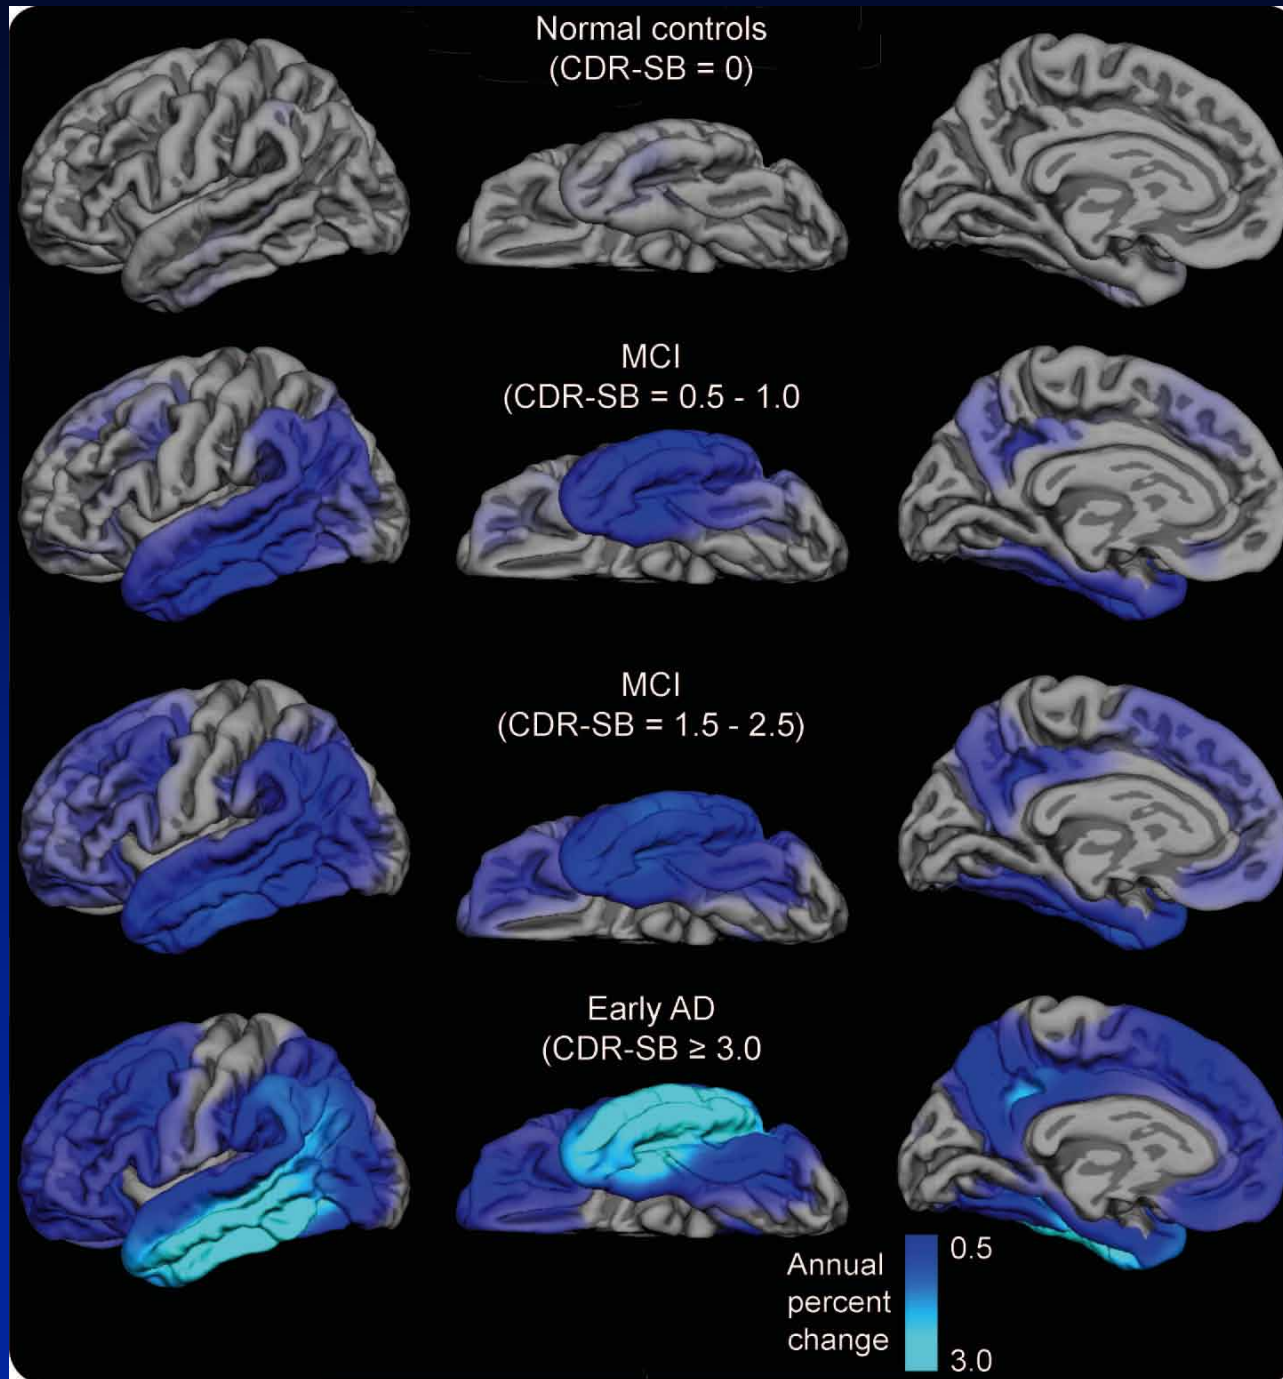 Normal controls
(CDR-SB = 0)
MCI
(CDR-SB = 0.5 - 1.0
MCI
(CDR-SB = 1.5 - 2.5)
Early AD
(CDR-SB ≥ 3.0
Annual
percent
change
0.5
3.0